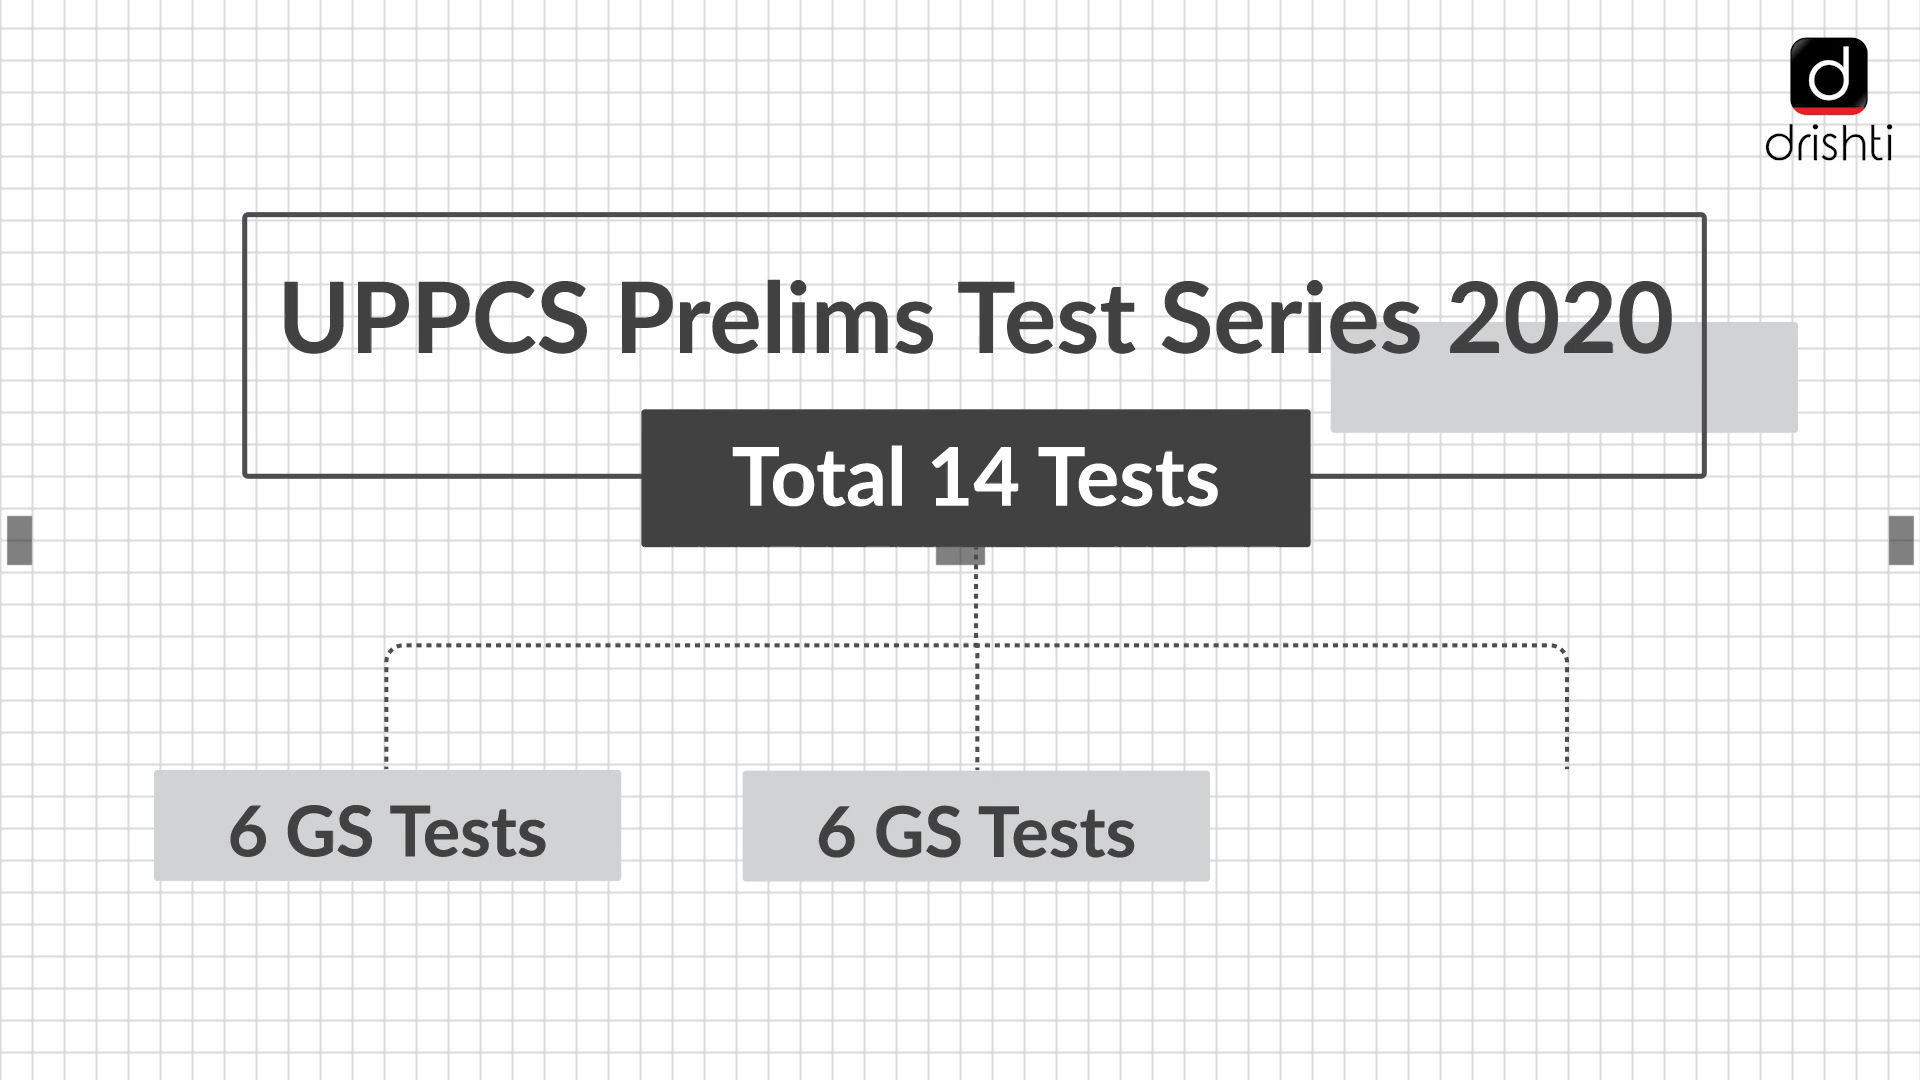 drishti
UPPCS Prelims Test Series 2020
Total 14 Tests
6 GS Tests
6 GS Tests